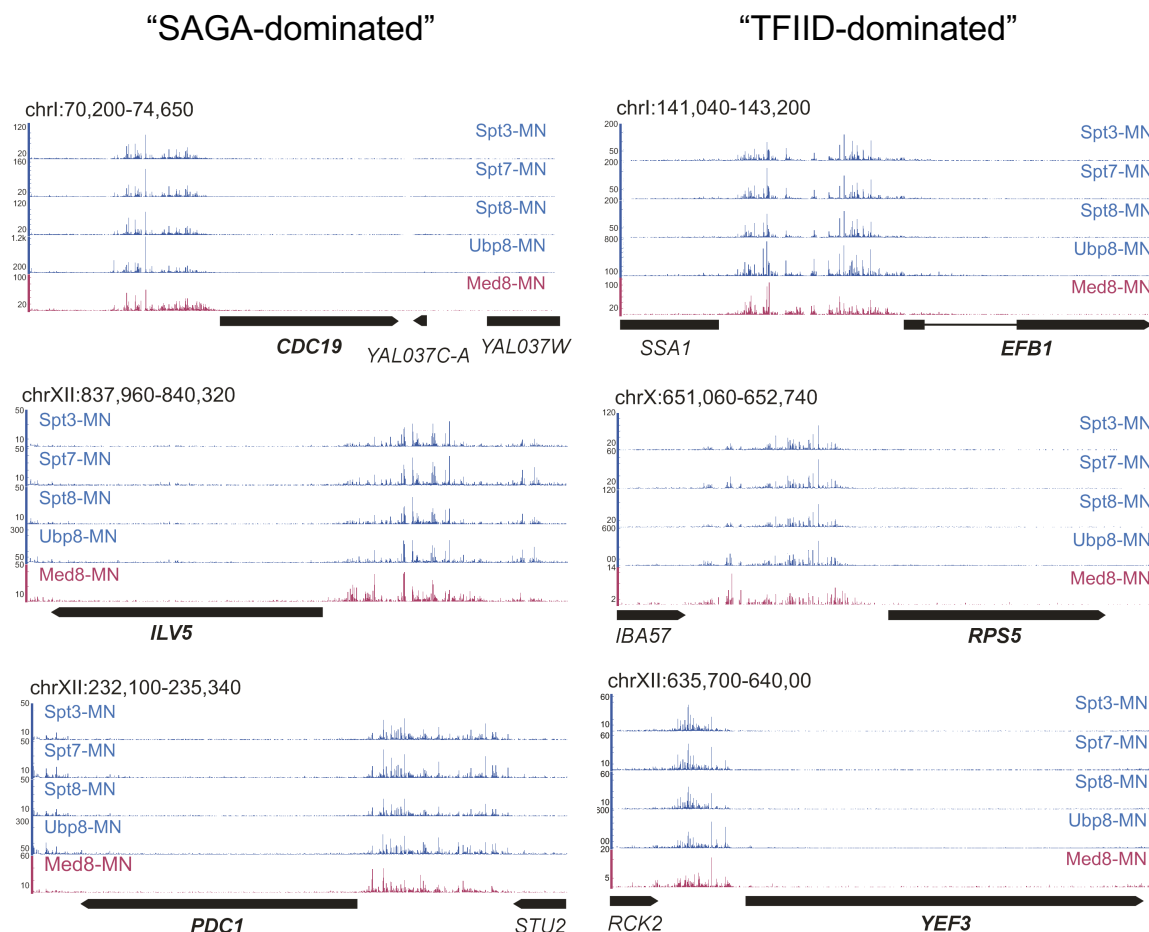 “SAGA-dominated”
“TFIID-dominated”
chrI:70,200-74,650
120
Spt3-MN
20
160
Spt7-MN
20
120
Spt8-MN
20
1.2k
Ubp8-MN
200
100
Med8-MN
20
CDC19
YAL037C-A
YAL037W
chrI:141,040-143,200
200
Spt3-MN
50
200
Spt7-MN
50
200
Spt8-MN
50
800
Ubp8-MN
100
100
Med8-MN
20
SSA1
EFB1
chrXII:837,960-840,320
50
Spt3-MN
10
50
Spt7-MN
10
50
Spt8-MN
10
300
Ubp8-MN
50
50
Med8-MN
10
ILV5
chrX:651,060-652,740
120
Spt3-MN
20
60
Spt7-MN
20
120
Spt8-MN
20
600
Ubp8-MN
00
14
Med8-MN
2
IBA57
RPS5
chrXII:232,100-235,340
50
Spt3-MN
10
50
Spt7-MN
10
50
Spt8-MN
10
300
Ubp8-MN
50
60
Med8-MN
10
PDC1
STU2
chrXII:635,700-640,00
60
Spt3-MN
10
60
Spt7-MN
10
60
Spt8-MN
10
Ubp8-MN
00
20
Med8-MN
5
RCK2
YEF3